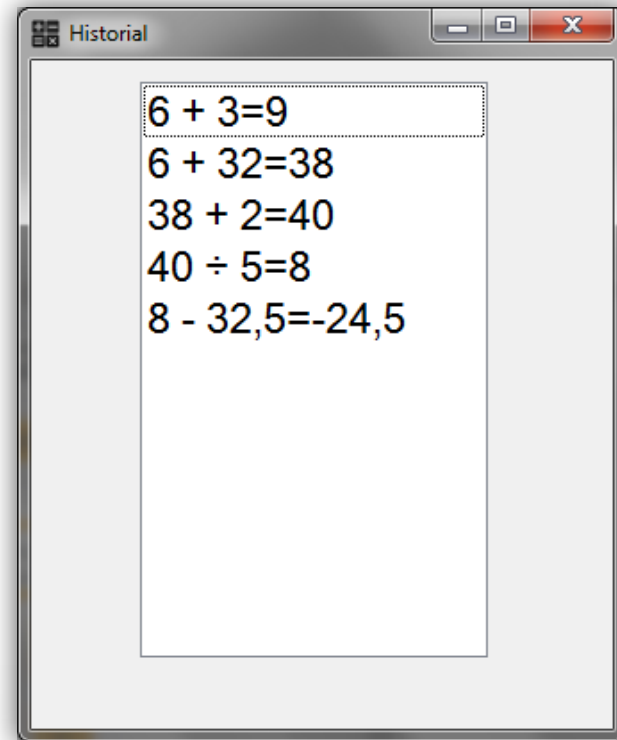 Historial
6 + 3=9
6 + 32=38
38 + 2=40
40 ÷ 5=8
8 - 32,5=-24,5